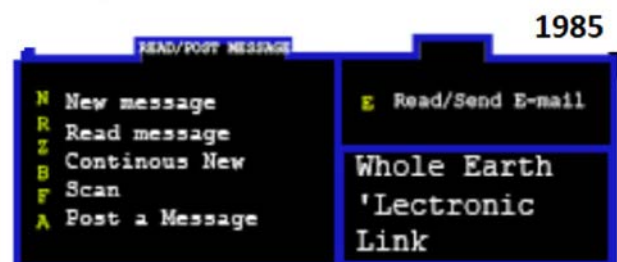 1985
READ/POST MESSAGE
N New message
R Read message
Z Continous New
B Scan
F Post a Message
A
E Read/Send E-mail
Whole Earth
'Lectronic
Link